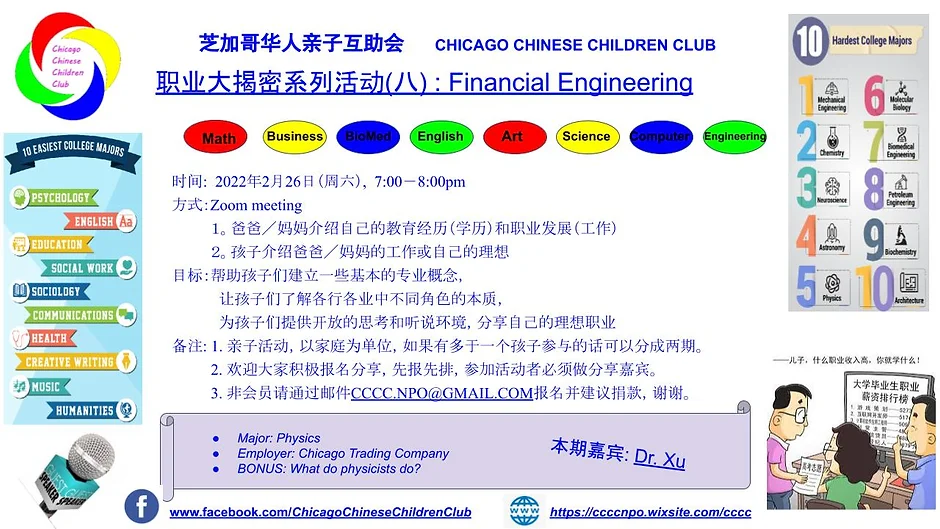 Chicago
Chinese
Children
Club
芝加哥华人亲子互助会 CHICAGO CHINESE CHILDREN CLUB
职业大揭密系列活动(八) : Financial Engineering
Math Business BioMed English Art Science Computer Engineering
10 EASIEST COLLEGE MAJORS
PSYCHOLOGY
ENGLISH Aa
EDUCATION
SOCIAL WORK
SOCIOLOGY
COMMUNICATIONS
HEALTH
CREATIVE WRITING
MUSIC
HUMANITIES
时间: 2022年2月26日(周六), 7:00-8:00pm
方式:Zoom meeting
1。爸爸/妈妈介绍自己的教育经历(学历)和职业发展(工作)
2。孩子介绍爸爸/妈妈的工作或自己的理想
目标:帮助孩子们建立一些基本的专业概念,
让孩子们了解各行各业中不同角色的本质,
为孩子们提供开放的思考和听说环境, 分享自己的理想职业
备注: 1. 亲子活动, 以家庭为单位, 如果有多于一个孩子参与的话可以分成两期。
2. 欢迎大家积极报名分享, 先报先排, 参加活动者必须做分享嘉宾。
3. 非会员请通过邮件CCCC.NPO@GMAIL.COM报名并建议捐款, 谢谢。
10 Hardest College Majors
1 Mechanical Engineering
6 Molecular Biology
2 Chemistry
7 Biomedical Engineering
3 Neuroscience
8 Petroleum Engineering
4 Astronomy
9 Biochemistry
5 Physics
10 Architecture
——儿子, 什么职业收入高, 你就学什么!
大学毕业生职业
薪资排行榜
高考志愿
GUEST SPEAKER
● Major: Physics
● Employer: Chicago Trading Company
● BONUS: What do physicists do?
本期嘉宾: Dr. Xu
www.facebook.com/ChicagoChineseChildrenClub
WWW
https://ccccnpo.wixsite.com/cccc